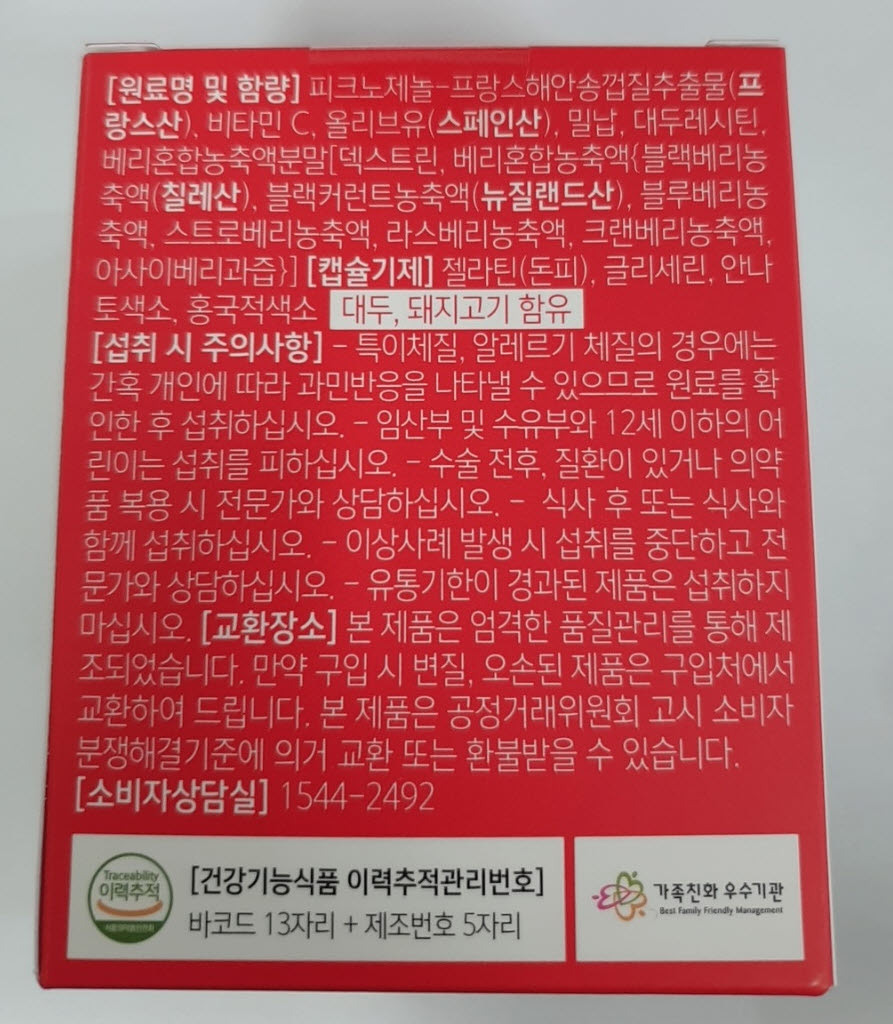 [원료명 및 함량] 피크노제놀-프랑스해안송껍질추출물(프
랑스산), 비타민 C, 올리브유(스페인산), 밀납, 대두레시틴,
베리혼합농축액분말[덱스트린, 베리혼합농축액{블랙베리농
축액(칠레산), 블랙커런트농축액(뉴질랜드산), 블루베리농
축액, 스트로베리농축액, 라스베리농축액, 크랜베리농축액,
아사이베리과즙}] [캡슐기제] 젤라틴(돈피), 글리세린, 안나
토색소, 홍국적색소 대두, 돼지고기 함유
[섭취 시 주의사항] - 특이체질, 알레르기 체질의 경우에는
간혹 개인에 따라 과민반응을 나타낼 수 있으므로 원료를 확
인한 후 섭취하십시오. - 임산부 및 수유부와 12세 이하의 어
린이는 섭취를 피하십시오. - 수술 전후, 질환이 있거나 의약
품 복용 시 전문가와 상담하십시오. - 식사 후 또는 식사와
함께 섭취하십시오. - 이상사례 발생 시 섭취를 중단하고 전
문가와 상담하십시오. - 유통기한이 경과된 제품은 섭취하지
마십시오. [교환장소] 본 제품은 엄격한 품질관리를 통해 제
조되었습니다. 만약 구입 시 변질, 오손된 제품은 구입처에서
교환하여 드립니다. 본 제품은 공정거래위원회 고시 소비자
분쟁해결기준에 의거 교환 또는 환불받을 수 있습니다.
[소비자상담실] 1544-2492
Traceability
이력추적
식품의약품안전처
[건강기능식품 이력추적관리번호]
바코드 13자리 + 제조번호 5자리
가족친화 우수기관
Best Family Friendly Management